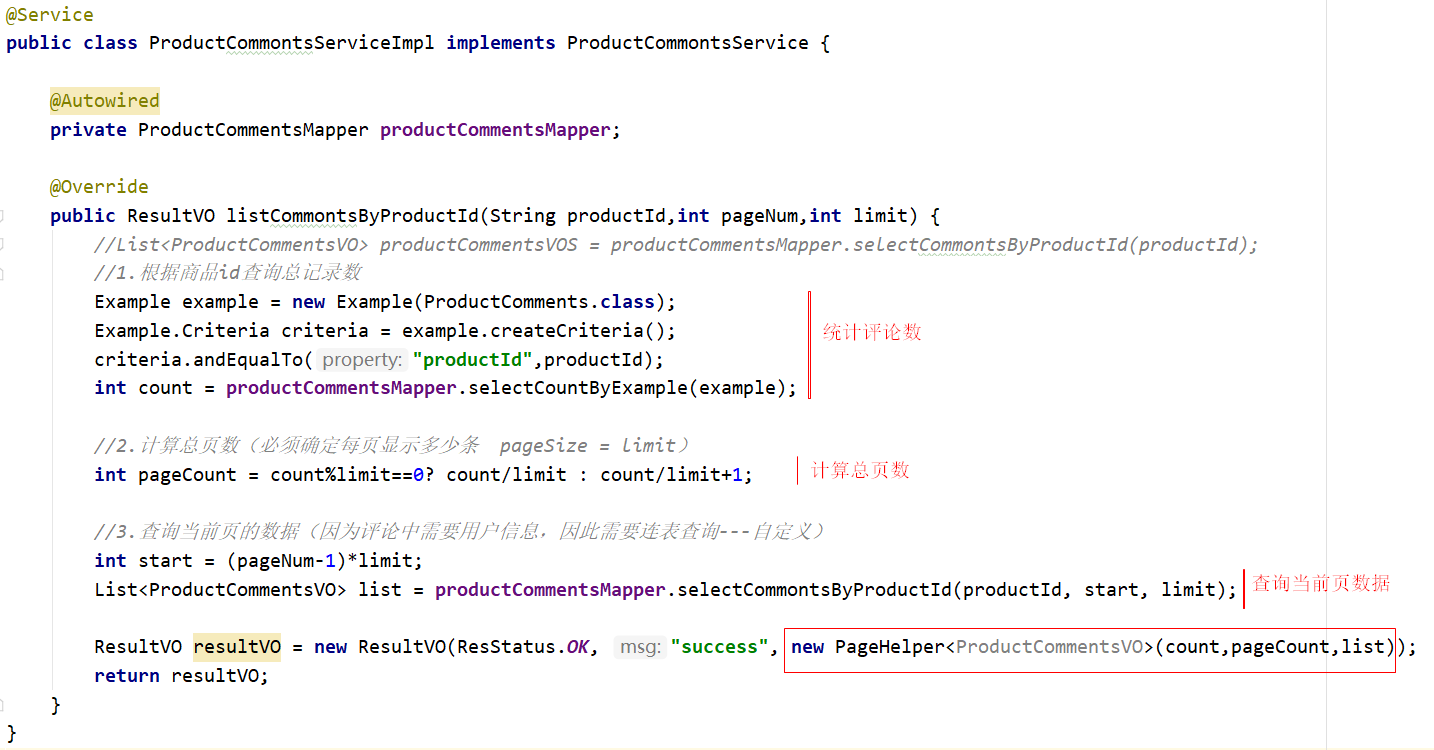 @Service
public class ProductCommontsServiceImpl implements ProductCommontsService {
@Autowired
private ProductCommentsMapper productCommentsMapper;
@Override
public ResultVO listCommontsByProductId(String productId,int pageNum,int limit) {
//List<ProductCommentsVO> productCommentsVOS = productCommentsMapper.selectCommontsByProductId(productId);
//1.根据商品id查询总记录数
Example example = new Example(ProductComments.class);
Example.Criteria criteria = example.createCriteria();
统计评论数
criteria.andEqualTo( property: "productId",productId);
int count = productCommentsMapper.selectCountByExample(example);
//2.计算总页数（必须确定每页显示多少条  pageSize = limit）
int pageCount = count%limit==0? count/limit : count/limit+1;
计算总页数
//3.查询当前页的数据（因为评论中需要用户信息，因此需要连表查询---自定义）
int start = (pageNum-1)*limit;
List<ProductCommentsVO> list = productCommentsMapper.selectCommontsByProductId(productId, start, limit);
查询当前页数据
ResultVO resultVO = new ResultVO(ResStatus.OK, msg: "success", new PageHelper<ProductCommentsVO>(count,pageCount,list));
return resultVO;
}
}